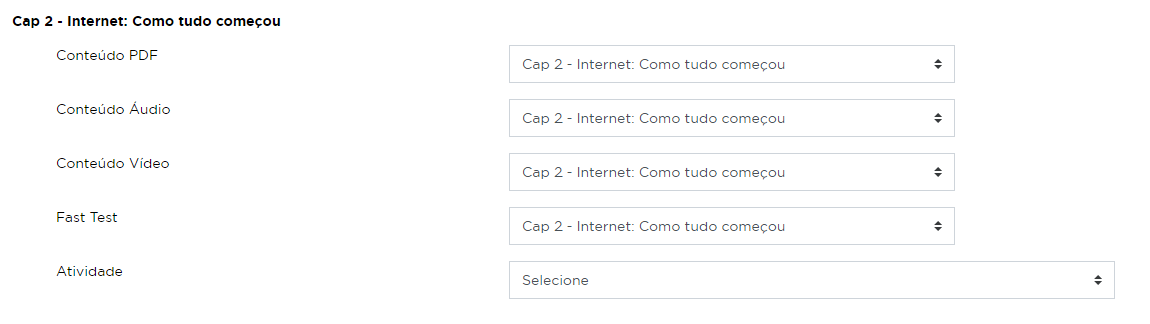 Cap 2 - Internet: Como tudo começou
Conteúdo PDF
Cap 2 - Internet: Como tudo começou
Conteúdo Áudio
Cap 2 - Internet: Como tudo começou
Conteúdo Vídeo
Cap 2 - Internet: Como tudo começou
Fast Test
Cap 2 - Internet: Como tudo começou
Atividade
Selecione